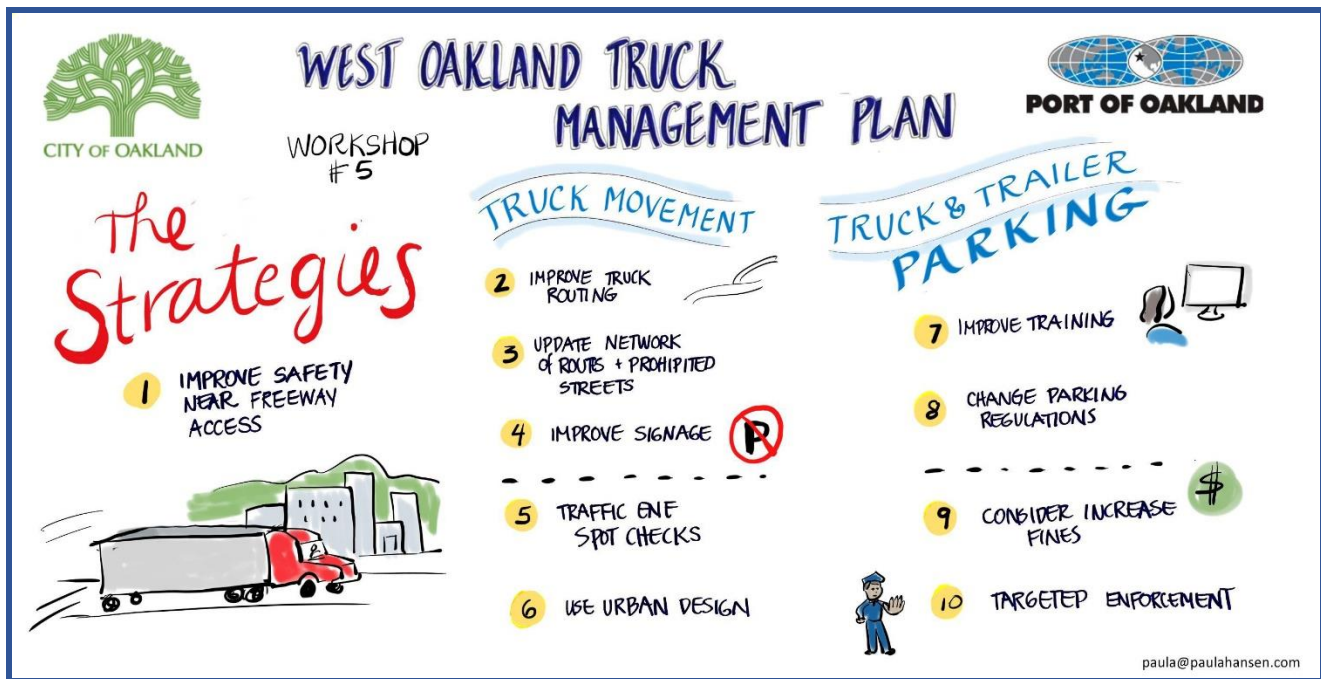 CITY OF OAKLAND
WEST OAKLAND TRUCK
MANAGEMENT PLAN
PORT OF OAKLAND
WORKSHOP
#5
The
Strategies
1
IMPROVE SAFETY
NEAR FREEWAY
ACCESS
TRUCK MOVEMENT
2
IMPROVE TRUCK
ROUTING
3
UPDATE NETWORK
of ROUTES + PROHIPITED
STREETS
4
IMPROVE SIGNAGE
P
5
TRAFFIC ENF
SPOT CHECKS
6
USE URBAN DESIGN
TRUCK & TRAILER
PARKING
7
IMPROVE TRAINING
8
CHANGE PARKING
REGULATIONS
9
CONSIDER INCREASE
FINES
$
10
TARGETEP ENFORCEMENT
paula@paulahansen.com